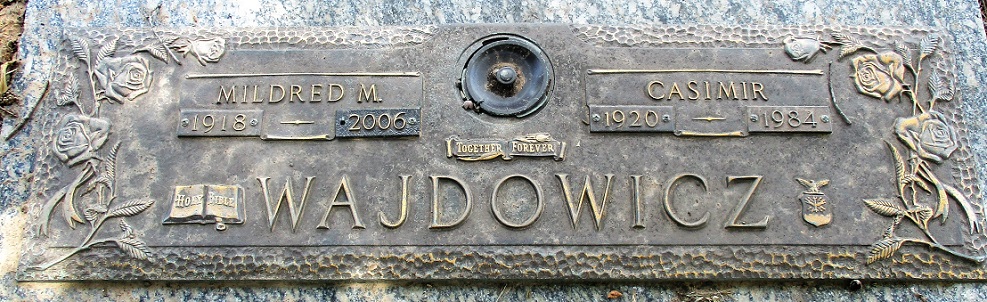 MILDRED M.
1918 – 2006
CASIMIR
1920 – 1984
TOGETHER FOREVER
HOLY BIBLE
WAJDOWICZ